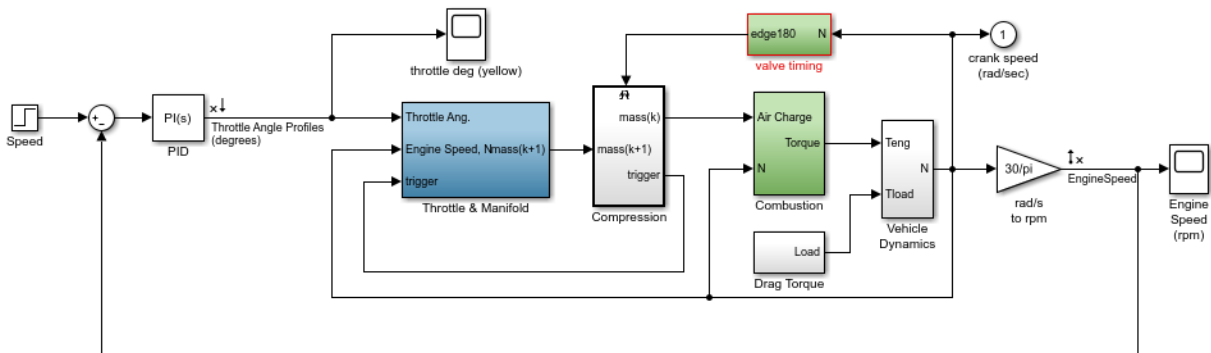 edge180
N
valve timing
1
crank speed
(rad/sec)
throttle deg (yellow)
Speed
+
−
PI(s)
PID
Throttle Angle Profiles
(degrees)
Throttle Ang.
Engine Speed, N
mass(k+1)
trigger
Throttle & Manifold
mass(k)
mass(k+1)
trigger
Compression
Air Charge
Torque
N
Combustion
Load
Drag Torque
Teng
N
Tload
Vehicle
Dynamics
30/pi
rad/s
to rpm
EngineSpeed
Engine
Speed
(rpm)